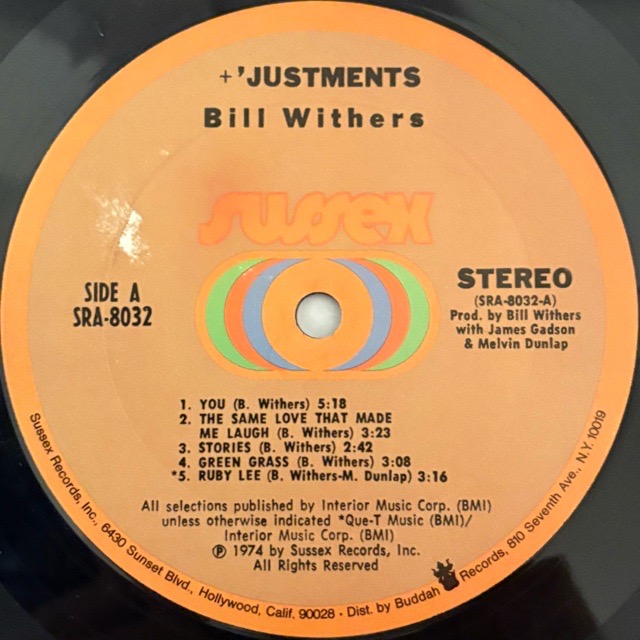 +'JUSTMENTS
Bill Withers
sussex
SIDE A
SRA-8032
STEREO
(SRA-8032-A)
Prod. by Bill Withers
with James Gadson
& Melvin Dunlap
1. YOU (B. Withers) 5:18
2. THE SAME LOVE THAT MADE
ME LAUGH (B. Withers) 3:23
3. STORIES (B. Withers) 2:42
4. GREEN GRASS (B. Withers) 3:08
*5. RUBY LEE (B. Withers-M. Dunlap) 3:16
All selections published by Interior Music Corp. (BMI)
unless otherwise indicated *Que-T Music (BMI)/
Interior Music Corp. (BMI)
℗ 1974 by Sussex Records, Inc.
All Rights Reserved
Sussex Records, Inc., 6430 Sunset Blvd., Hollywood, Calif. 90028 - Dist. by Buddah Records, 810 Seventh Ave., N.Y. 10019